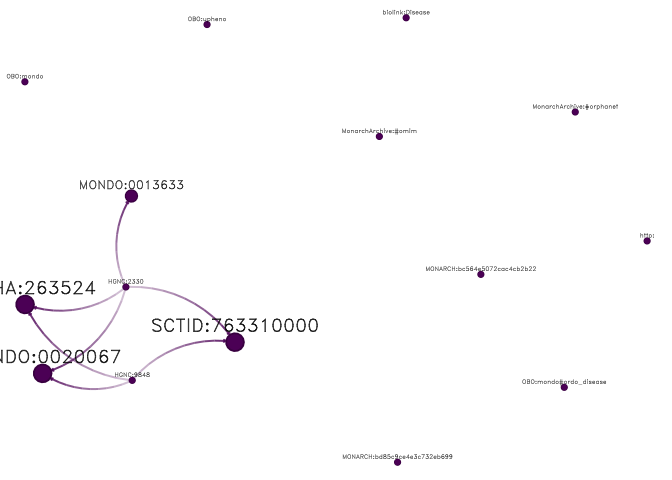 biolink:Disease
OBO:upheno
OBO:mondo
MonarchArchive:#orphanet
MonarchArchive:#omim
MONDO:0013633
http:
MONARCH:bc564e5072cac4cb2b22
HGNC:2330
HA:263524
SCTID:763310000
NDO:0020067
HGNC:9848
OBO:mondo#ordo_disease
MONARCH:bd85c9ce4e3c732eb699